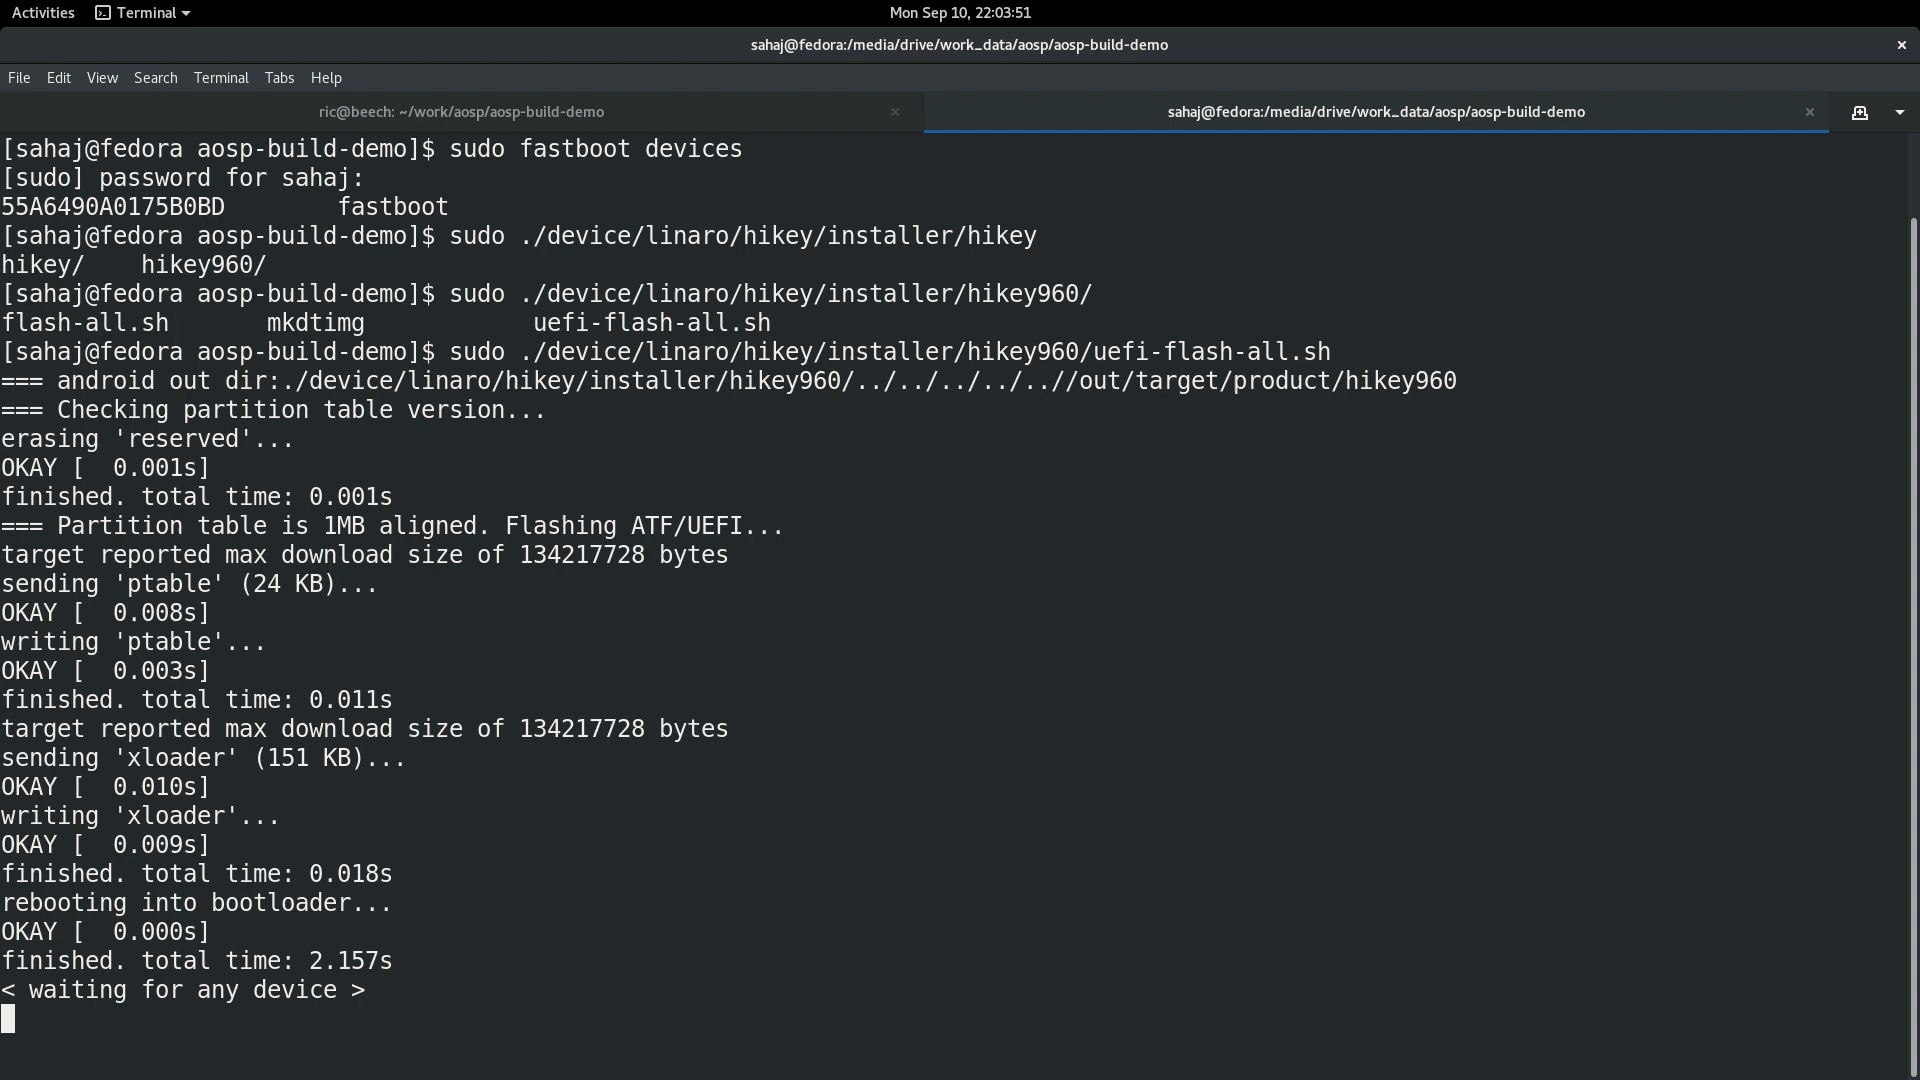 Activities Terminal Mon Sep 10, 22:03:51
sahaj@fedora:/media/drive/work_data/aosp/aosp-build-demo ×
File Edit View Search Terminal Tabs Help
ric@beech: ~/work/aosp/aosp-build-demo × sahaj@fedora:/media/drive/work_data/aosp/aosp-build-demo ×
[sahaj@fedora aosp-build-demo]$ sudo fastboot devices
[sudo] password for sahaj:
55A6490A0175B0BD        fastboot
[sahaj@fedora aosp-build-demo]$ sudo ./device/linaro/hikey/installer/hikey
hikey/    hikey960/
[sahaj@fedora aosp-build-demo]$ sudo ./device/linaro/hikey/installer/hikey960/
flash-all.sh       mkdtimg            uefi-flash-all.sh
[sahaj@fedora aosp-build-demo]$ sudo ./device/linaro/hikey/installer/hikey960/uefi-flash-all.sh
=== android out dir:./device/linaro/hikey/installer/hikey960/../../../../..//out/target/product/hikey960
=== Checking partition table version...
erasing 'reserved'...
OKAY [  0.001s]
finished. total time: 0.001s
=== Partition table is 1MB aligned. Flashing ATF/UEFI...
target reported max download size of 134217728 bytes
sending 'ptable' (24 KB)...
OKAY [  0.008s]
writing 'ptable'...
OKAY [  0.003s]
finished. total time: 0.011s
target reported max download size of 134217728 bytes
sending 'xloader' (151 KB)...
OKAY [  0.010s]
writing 'xloader'...
OKAY [  0.009s]
finished. total time: 0.018s
rebooting into bootloader...
OKAY [  0.000s]
finished. total time: 2.157s
< waiting for any device >